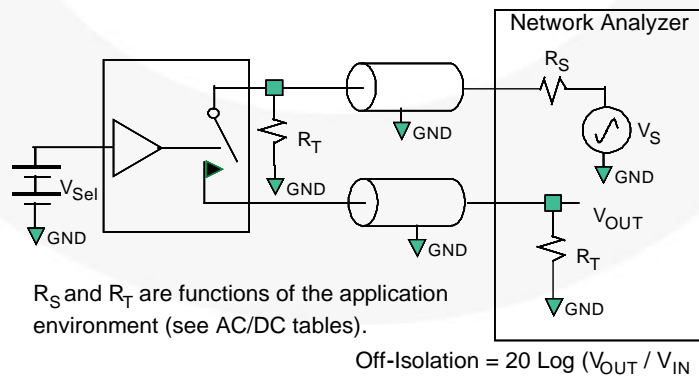 Network Analyzer
R_S
V_S
GND
R_T
GND
GND
V_Sel
GND
V_OUT
R_T
GND
GND
R_S and R_T are functions of the application
environment (see AC/DC tables).
Off-Isolation = 20 Log (V_OUT / V_IN